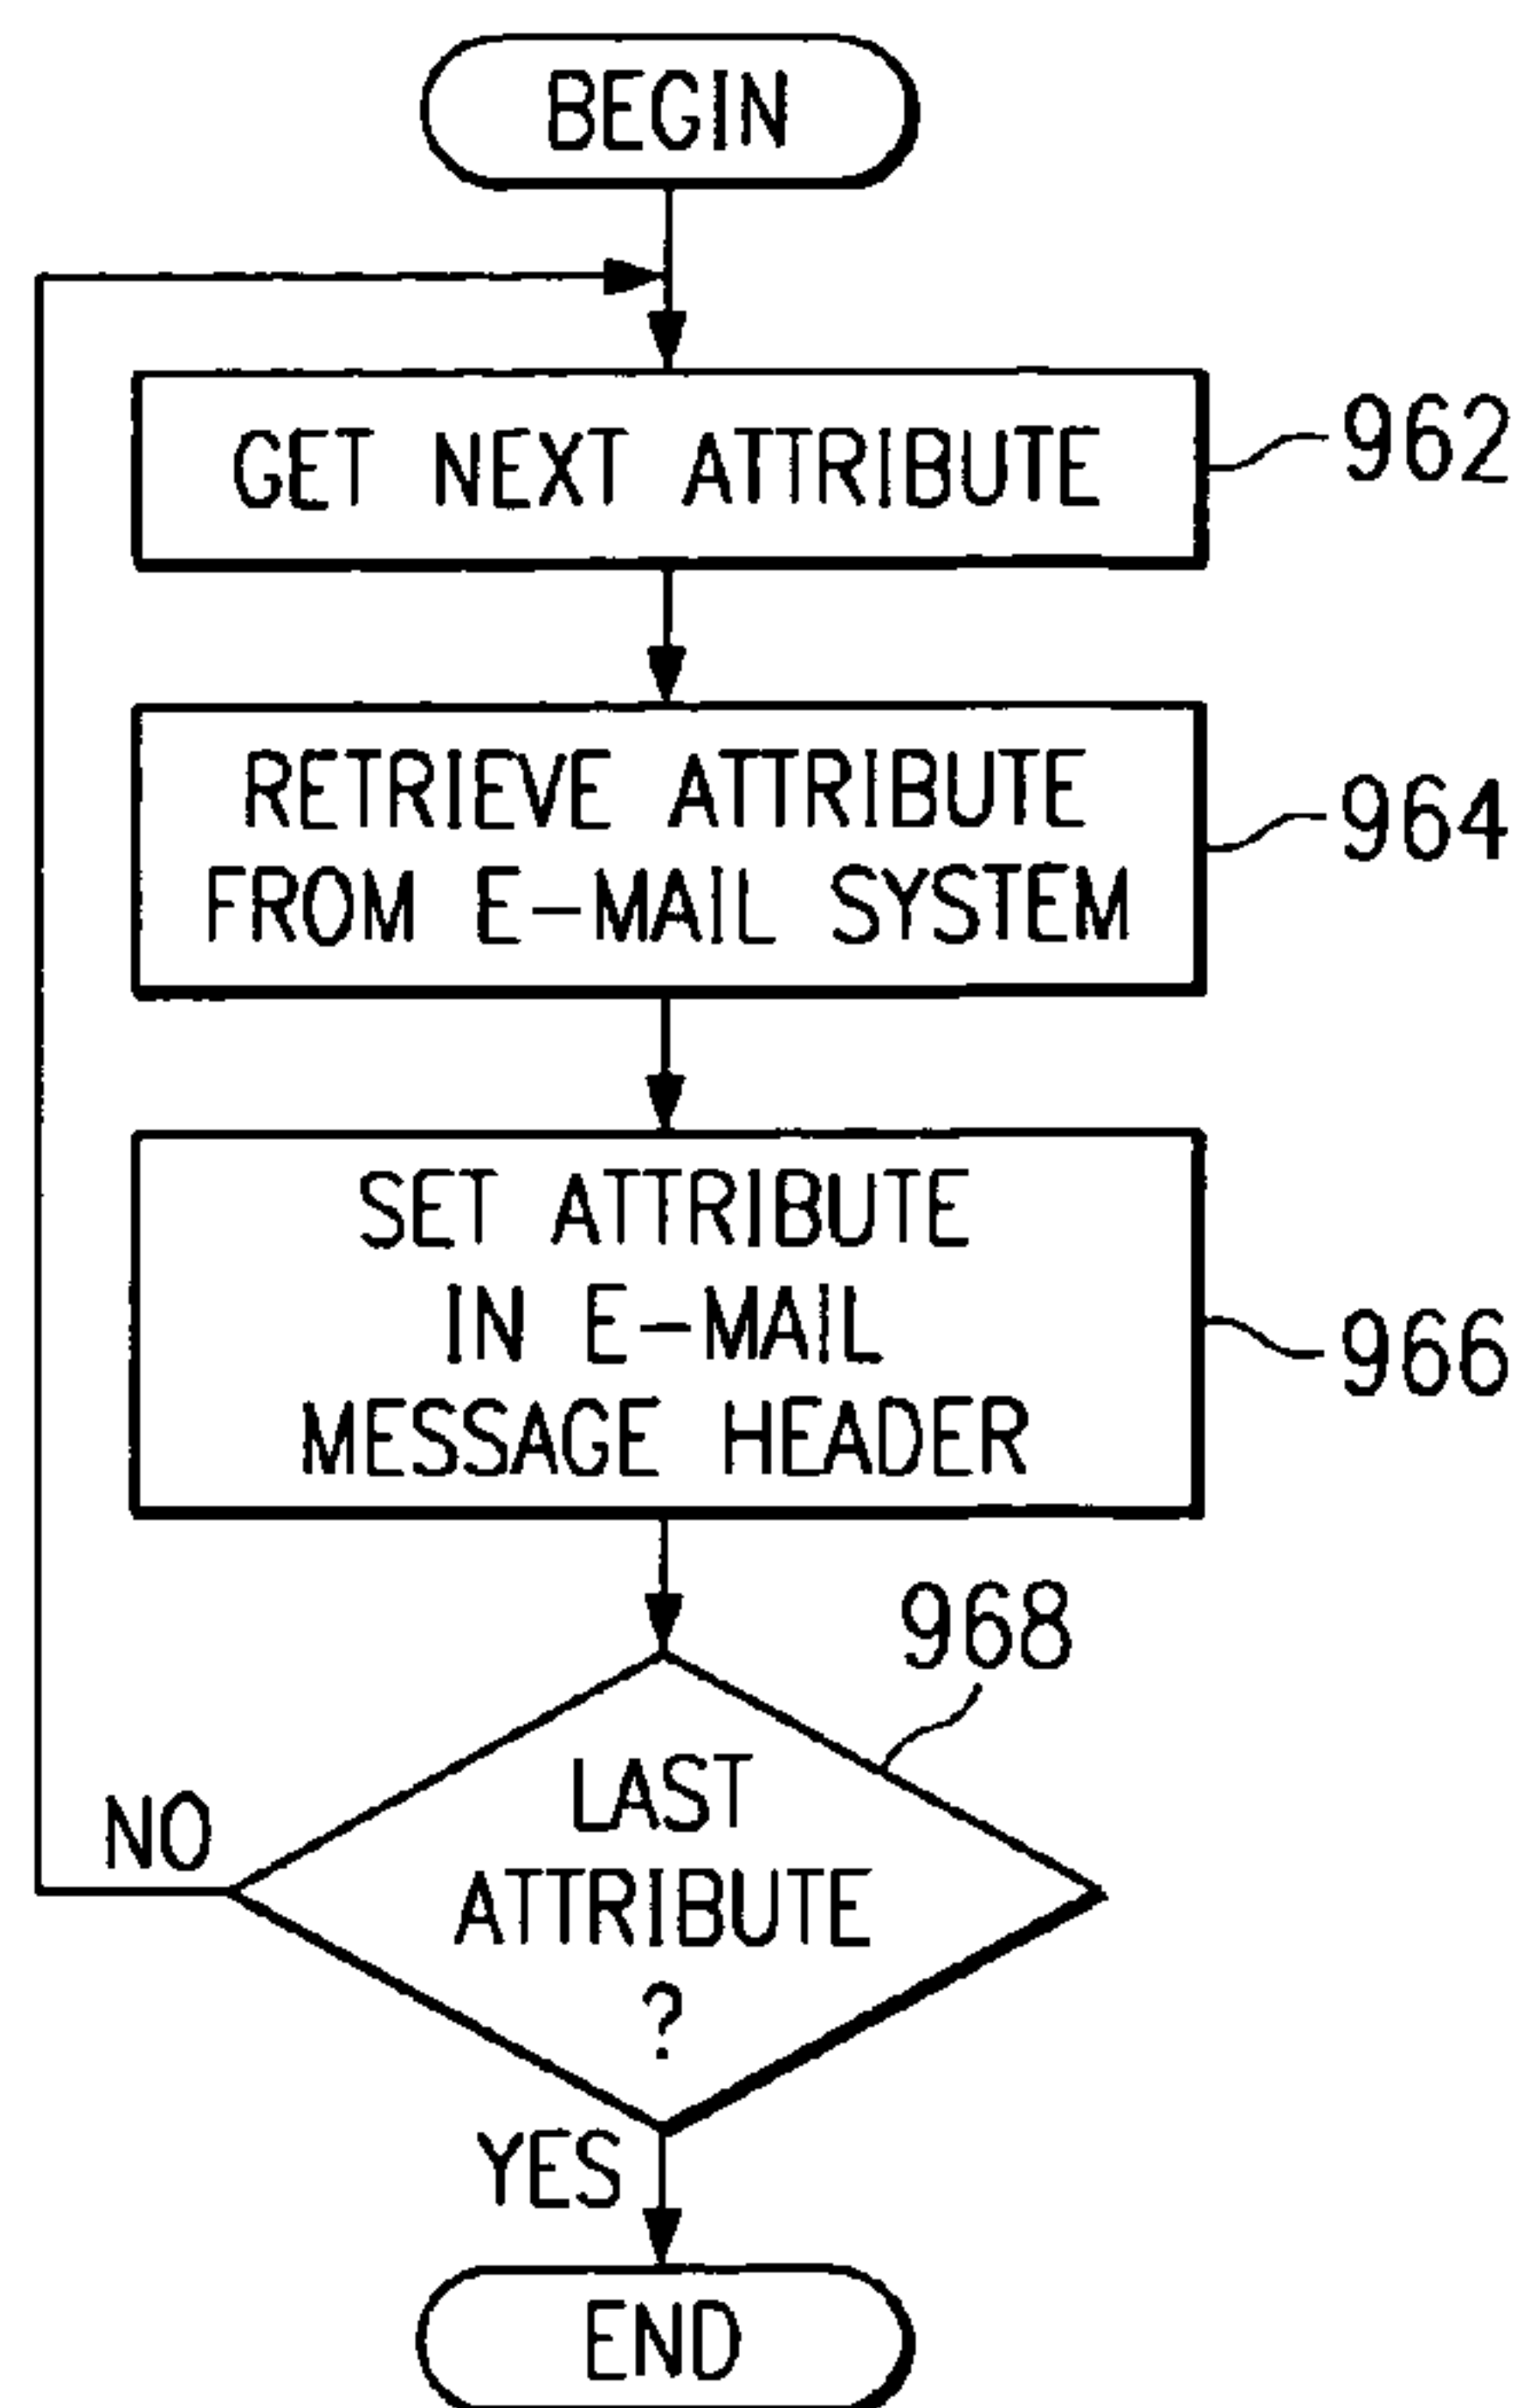 BEGIN
GET NEXT ATTRIBUTE
962
RETRIEVE ATTRIBUTE
FROM E-MAIL SYSTEM
964
SET ATTRIBUTE
IN E-MAIL
MESSAGE HEADER
966
968
LAST
ATTRIBUTE
?
NO
YES
END